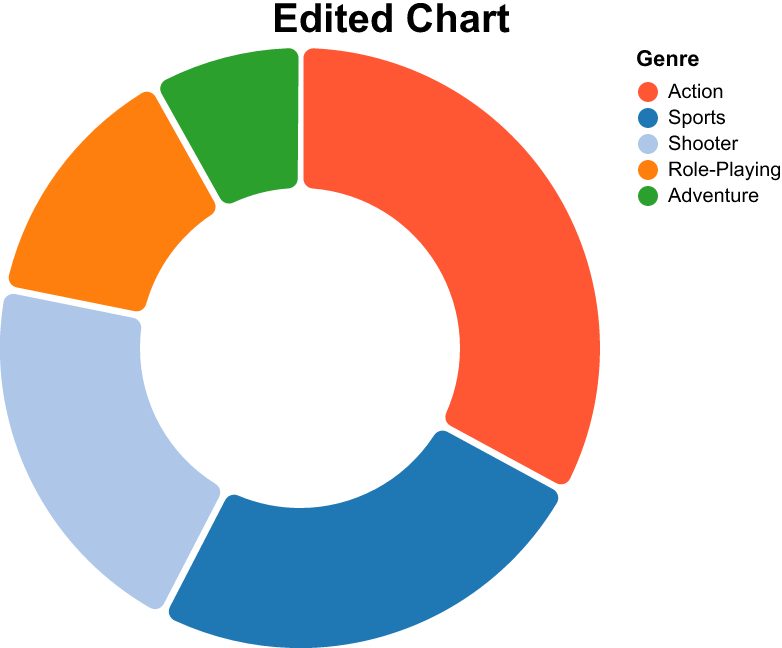 Edited Chart
Genre
Action
Sports
Shooter
Role-Playing
Adventure